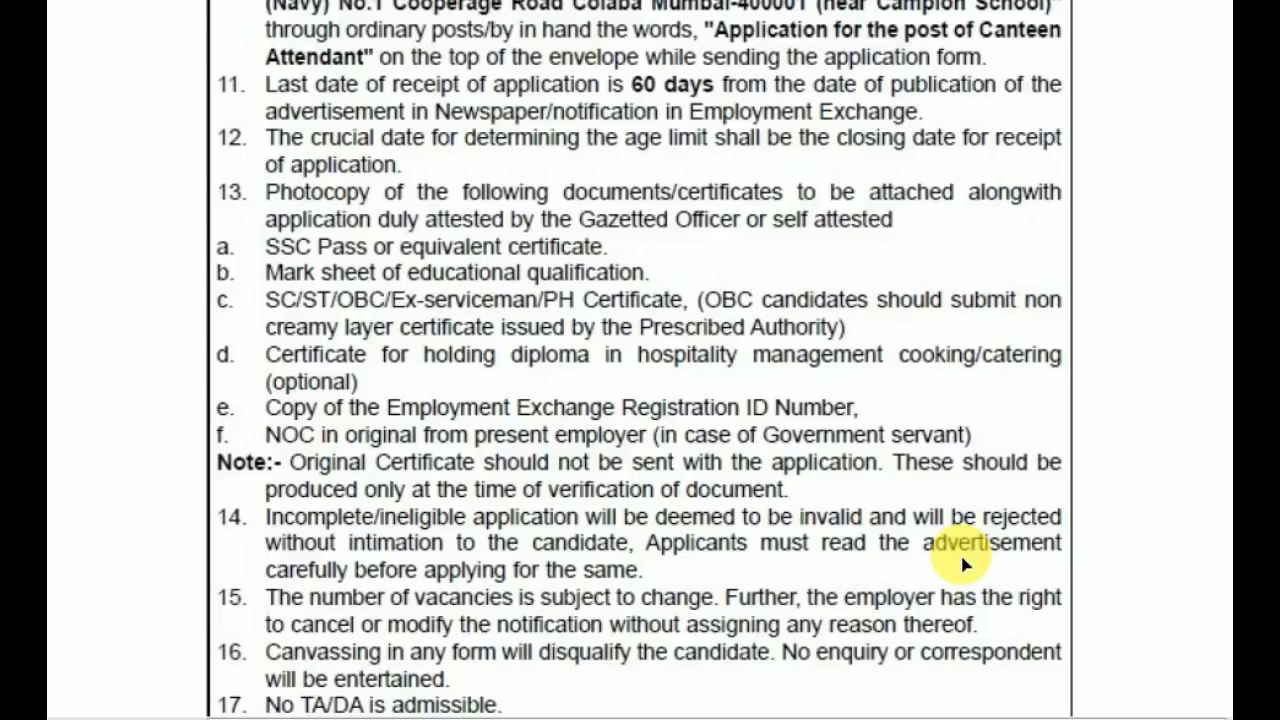 (Navy) No.1 Cooperage Road Colaba Mumbai-400001 (near Campion School)"
through ordinary posts/by in hand the words, "Application for the post of Canteen
Attendant" on the top of the envelope while sending the application form.
11. Last date of receipt of application is 60 days from the date of publication of the
advertisement in Newspaper/notification in Employment Exchange.
12. The crucial date for determining the age limit shall be the closing date for receipt
of application.
13. Photocopy of the following documents/certificates to be attached alongwith
application duly attested by the Gazetted Officer or self attested
a. SSC Pass or equivalent certificate.
b. Mark sheet of educational qualification.
c. SC/ST/OBC/Ex-serviceman/PH Certificate, (OBC candidates should submit non
creamy layer certificate issued by the Prescribed Authority)
d. Certificate for holding diploma in hospitality management cooking/catering
(optional)
e. Copy of the Employment Exchange Registration ID Number,
f. NOC in original from present employer (in case of Government servant)
Note:- Original Certificate should not be sent with the application. These should be
produced only at the time of verification of document.
14. Incomplete/ineligible application will be deemed to be invalid and will be rejected
without intimation to the candidate, Applicants must read the advertisement
carefully before applying for the same.
15. The number of vacancies is subject to change. Further, the employer has the right
to cancel or modify the notification without assigning any reason thereof.
16. Canvassing in any form will disqualify the candidate. No enquiry or correspondent
will be entertained.
17. No TA/DA is admissible.